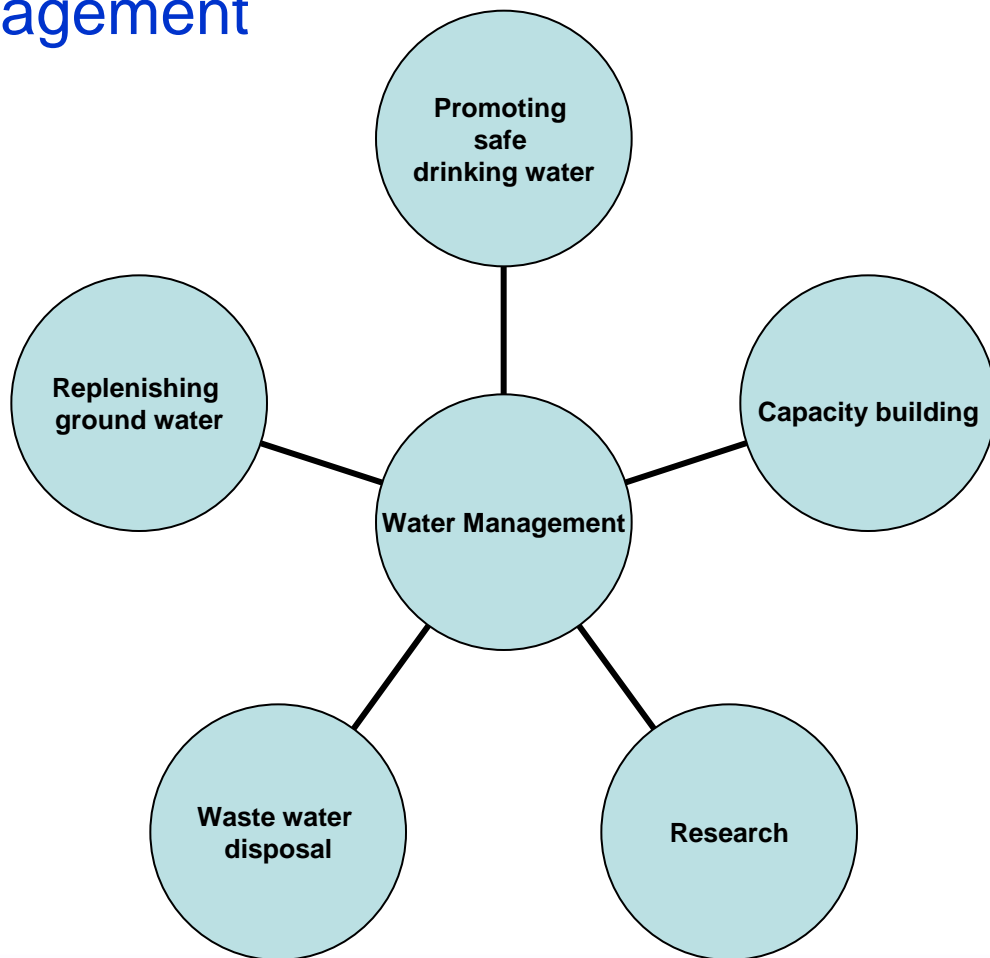 agement
Promoting
safe
drinking water
Replenishing
ground water
Capacity building
Water Management
Waste water
disposal
Research